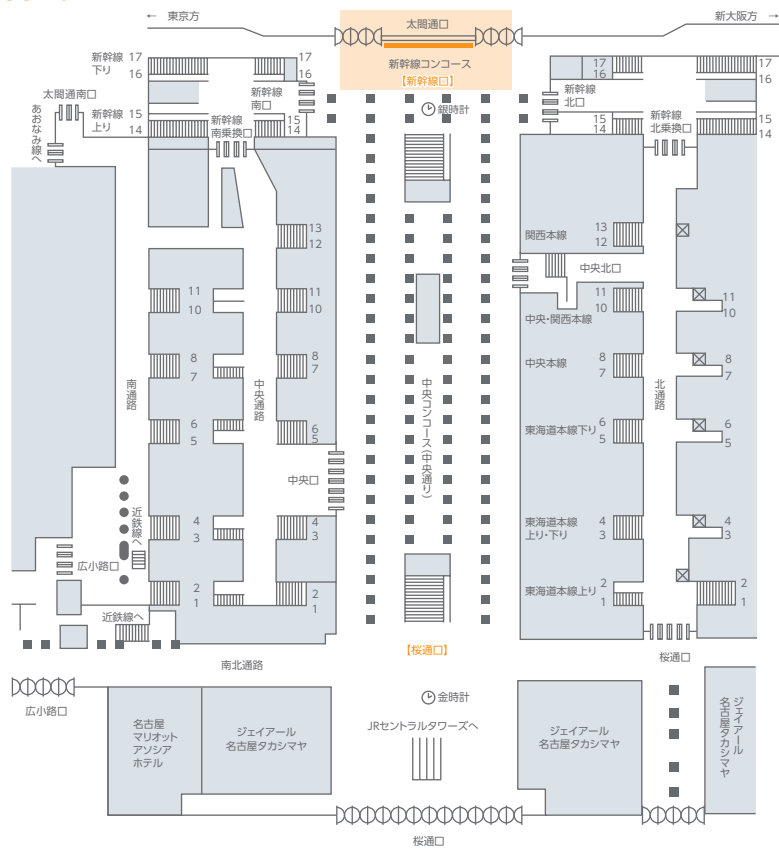 ← 東京方
太閤通口
新大阪方 →
新幹線
下り
17
16
17
16
新幹線コンコース
【新幹線口】
17
16
17
16
太閤通南口
新幹線
南口
新幹線
北口
あおなみ線へ
新幹線
上り
15
14
新幹線
南乗換口
15
14
銀時計
15
14
新幹線
北乗換口
15
14
13
12
関西本線
13
12
中央北口
11
10
11
10
11
10
中央・関西本線
11
10
8
7
8
7
中央本線
8
7
8
7
南通路
中央通路
中央コンコース(中央通り)
北通路
6
5
6
5
東海道本線下り
6
5
6
5
中央口
近鉄線へ
4
3
4
3
東海道本線
上り・下り
4
3
4
3
広小路口
2
1
2
1
東海道本線上り
2
1
2
1
近鉄線へ
【桜通口】
南北通路
桜通口
広小路口
金時計
名古屋
マリオット
アソシア
ホテル
ジェイアール
名古屋タカシマヤ
JRセントラルタワーズへ
ジェイアール
名古屋タカシマヤ
ジェイアール
名古屋タカシマヤ
桜通口